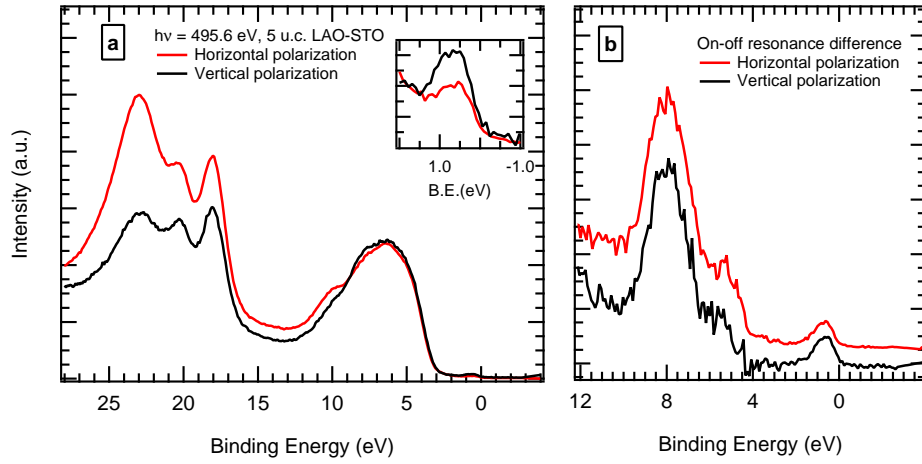 a
hν = 495.6 eV, 5 u.c. LAO-STO
Horizontal polarization
Vertical polarization
1.0
-1.0
B.E.(eV)
Intensity (a.u.)
25
20
15
10
5
0
Binding Energy (eV)
b
On-off resonance difference
Horizontal polarization
Vertical polarization
12
8
4
0
Binding Energy (eV)